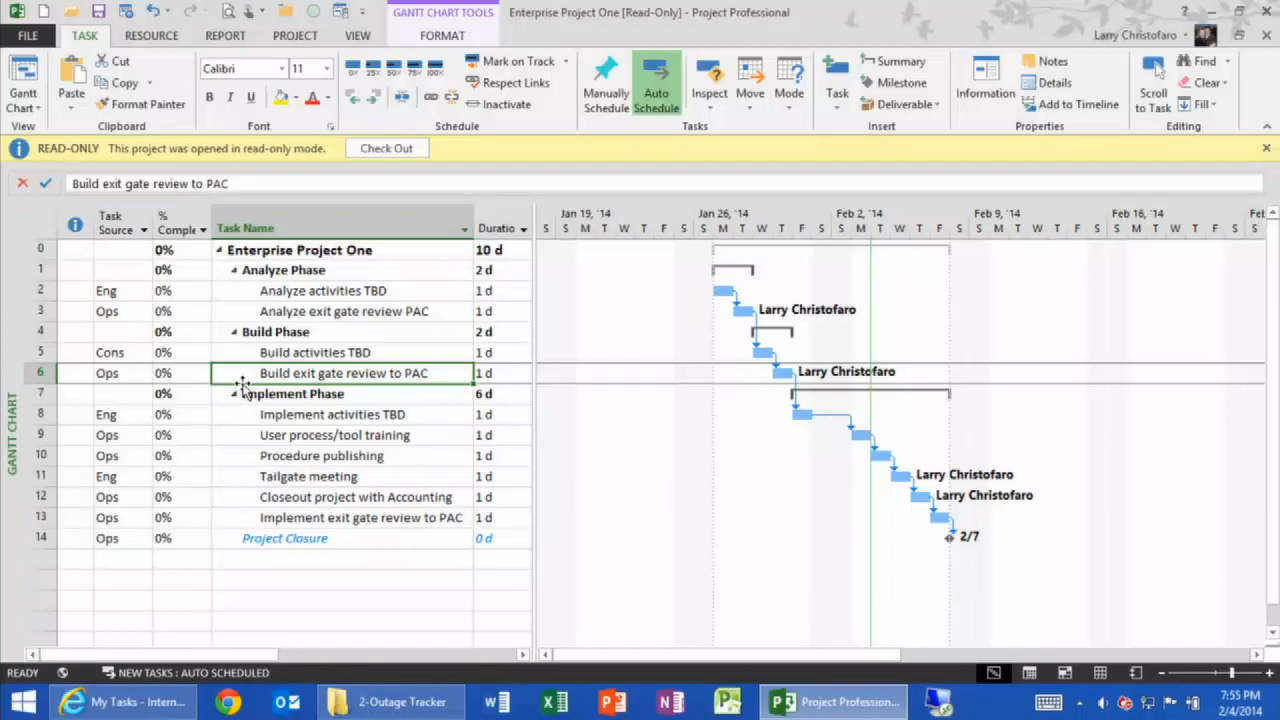 GANTT CHART TOOLS
Enterprise Project One [Read-Only] - Project Professional
FILE TASK RESOURCE REPORT PROJECT VIEW FORMAT Larry Christofaro
Gantt Chart
View
Paste
Cut
Copy
Format Painter
Clipboard
Calibri 11
B I U A
Font
0% 25% 50% 75% 100%
Mark on Track
Respect Links
Inactivate
Schedule
Manually Schedule
Auto Schedule
Inspect
Move
Mode
Tasks
Task
Summary
Milestone
Deliverable
Insert
Information
Notes
Details
Add to Timeline
Properties
Scroll to Task
Find
Clear
Fill
Editing
READ-ONLY This project was opened in read-only mode. Check Out
Build exit gate review to PAC
Task Source % Comple Task Name Duratio
Jan 19, '14 Jan 26, '14 Feb 2, '14 Feb 9, '14 Feb 16, '14
S S M T W T F S S M T W T F S S M T W T F S S M T W T F S S M T W T F S S
0 0% Enterprise Project One 10 d
1 0% Analyze Phase 2 d
2 Eng 0% Analyze activities TBD 1 d
3 Ops 0% Analyze exit gate review PAC 1 d Larry Christofaro
4 0% Build Phase 2 d
5 Cons 0% Build activities TBD 1 d
6 Ops 0% Build exit gate review to PAC 1 d Larry Christofaro
7 0% Implement Phase 6 d
8 Eng 0% Implement activities TBD 1 d
9 Ops 0% User process/tool training 1 d
10 Ops 0% Procedure publishing 1 d
11 Eng 0% Tailgate meeting 1 d Larry Christofaro
12 Ops 0% Closeout project with Accounting 1 d Larry Christofaro
13 Ops 0% Implement exit gate review to PAC 1 d
14 Ops 0% Project Closure 0 d 2/7
GANTT CHART
READY NEW TASKS : AUTO SCHEDULED
My Tasks - Intern...
2-Outage Tracker
Project Profession...
7:55 PM
2/4/2014